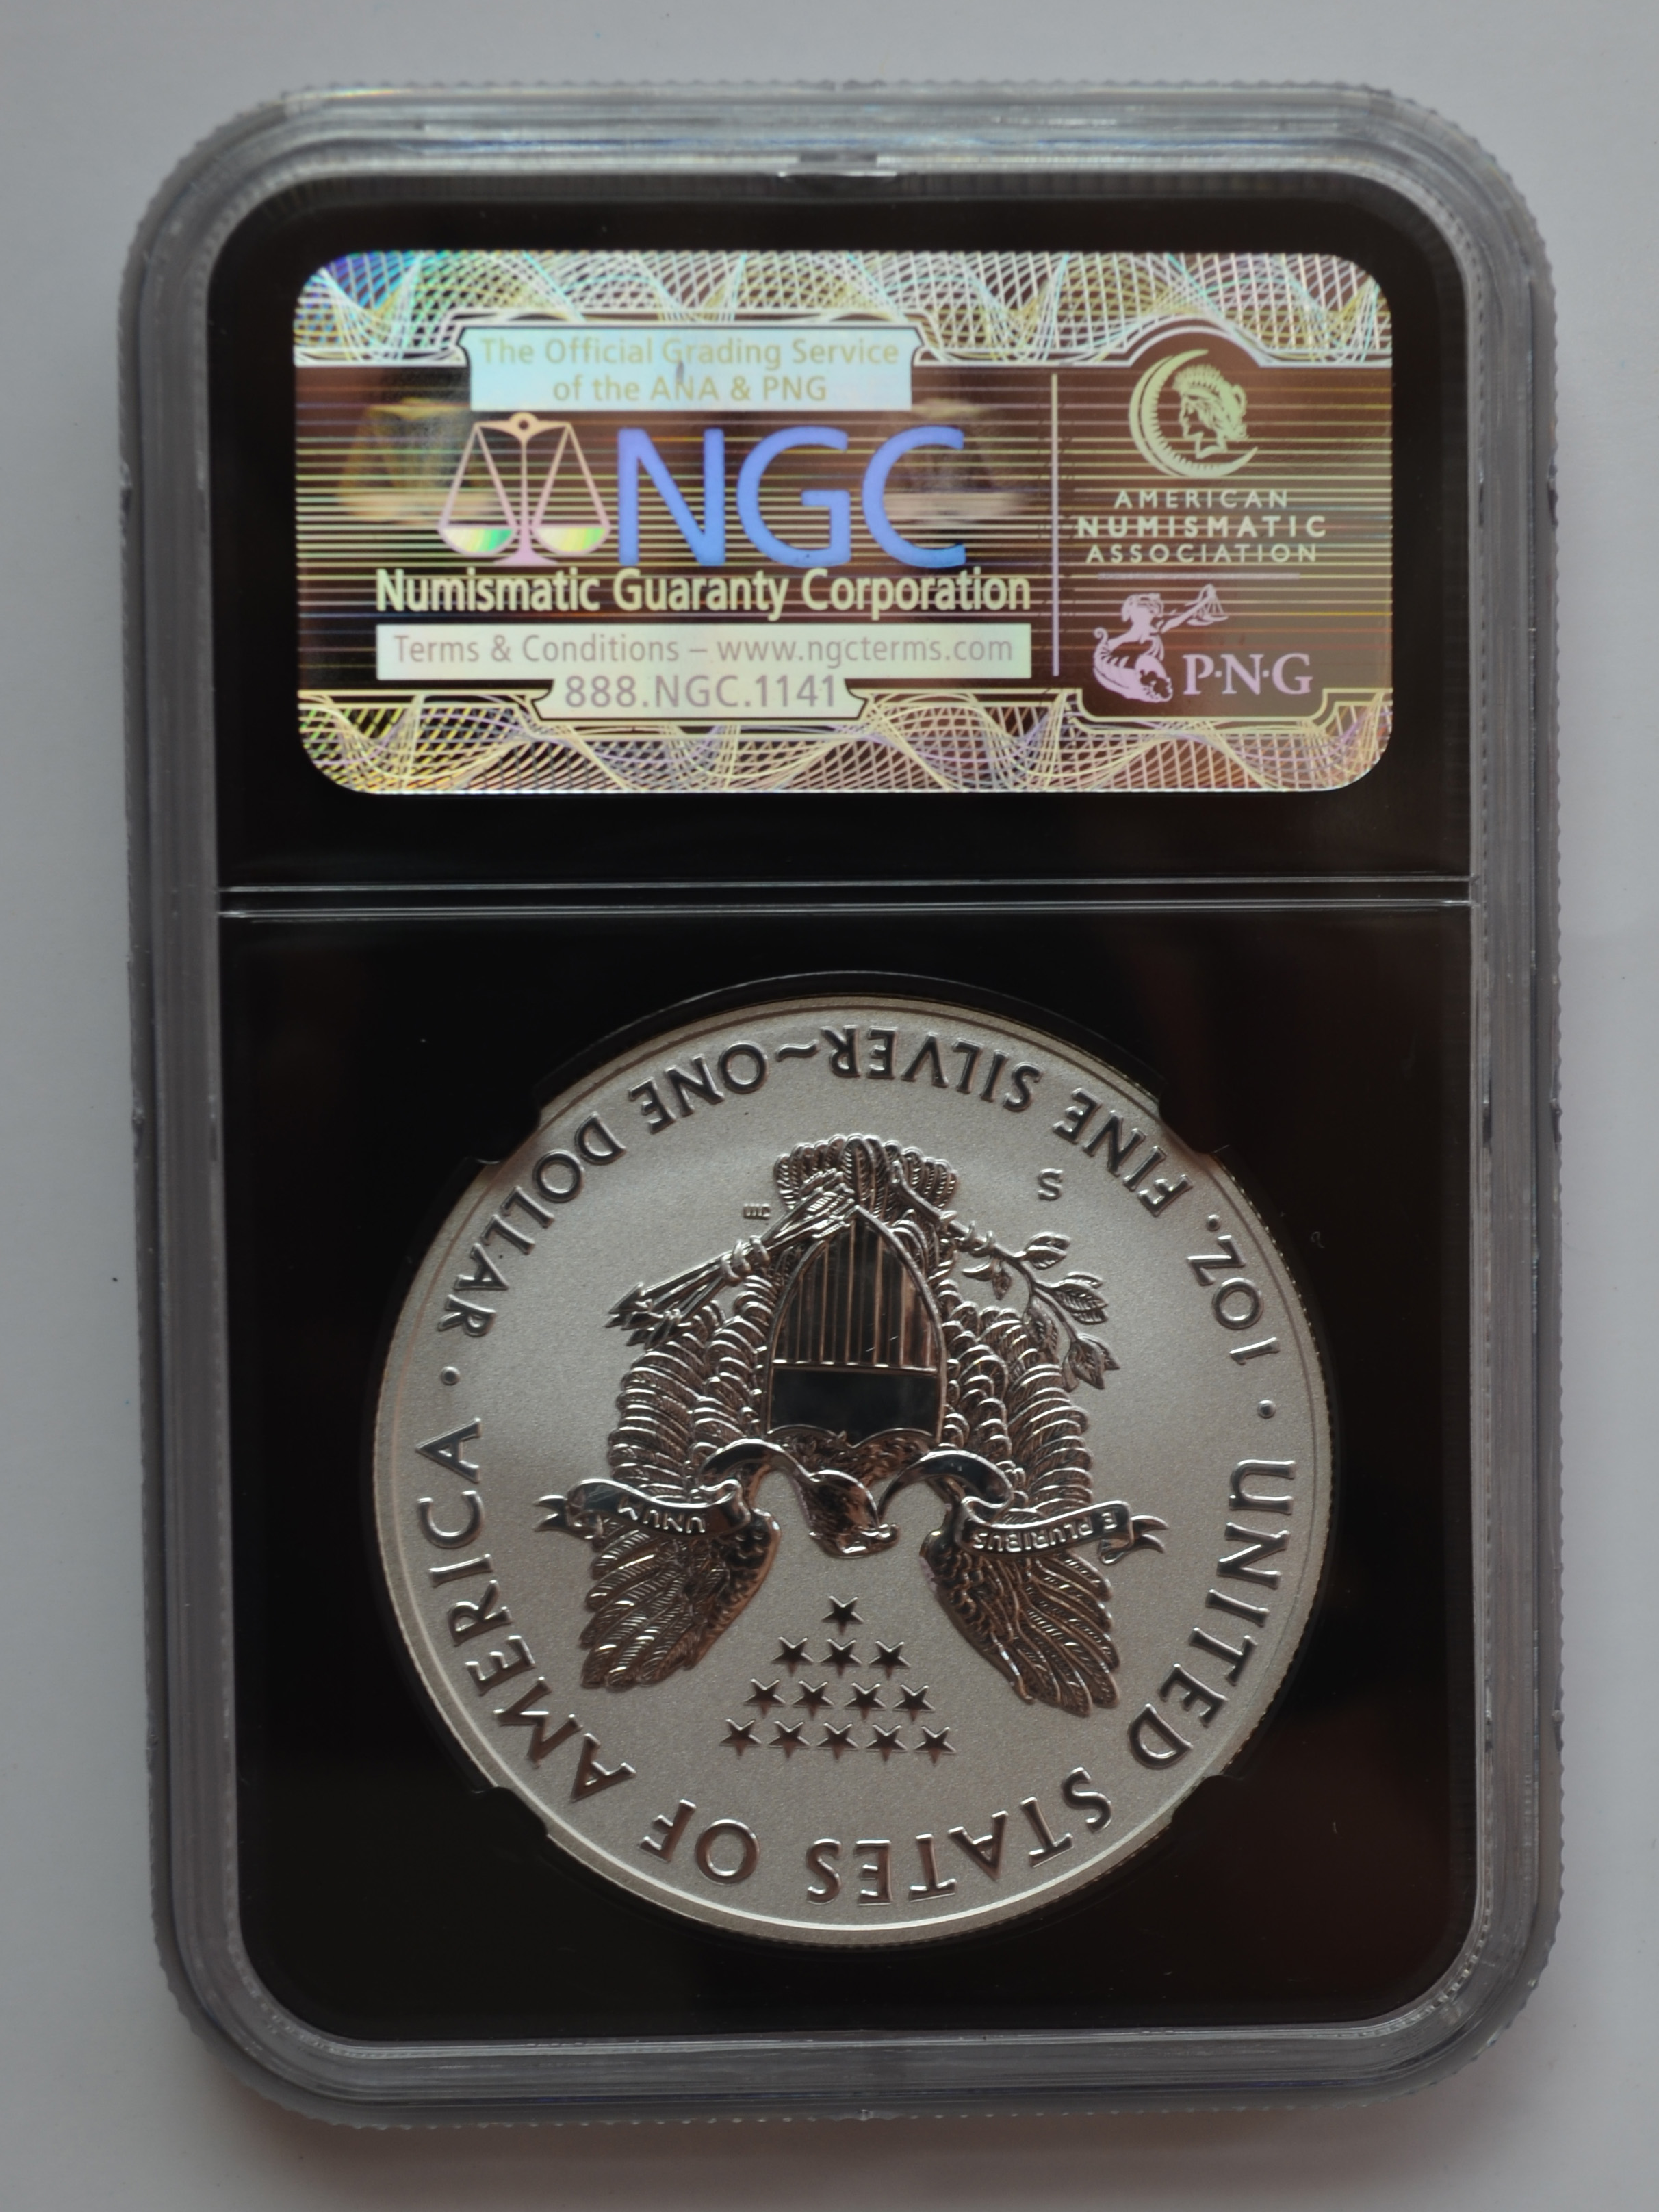 The Official Grading Service
of the ANA & PNG
NGC
Numismatic Guaranty Corporation
Terms & Conditions – www.ngcterms.com
888.NGC.1141
AMERICAN
NUMISMATIC
ASSOCIATION
P·N·G
UNITED STATES OF AMERICA
1 OZ. FINE SILVER~ONE DOLLAR
S
E PLURIBUS
UNUM